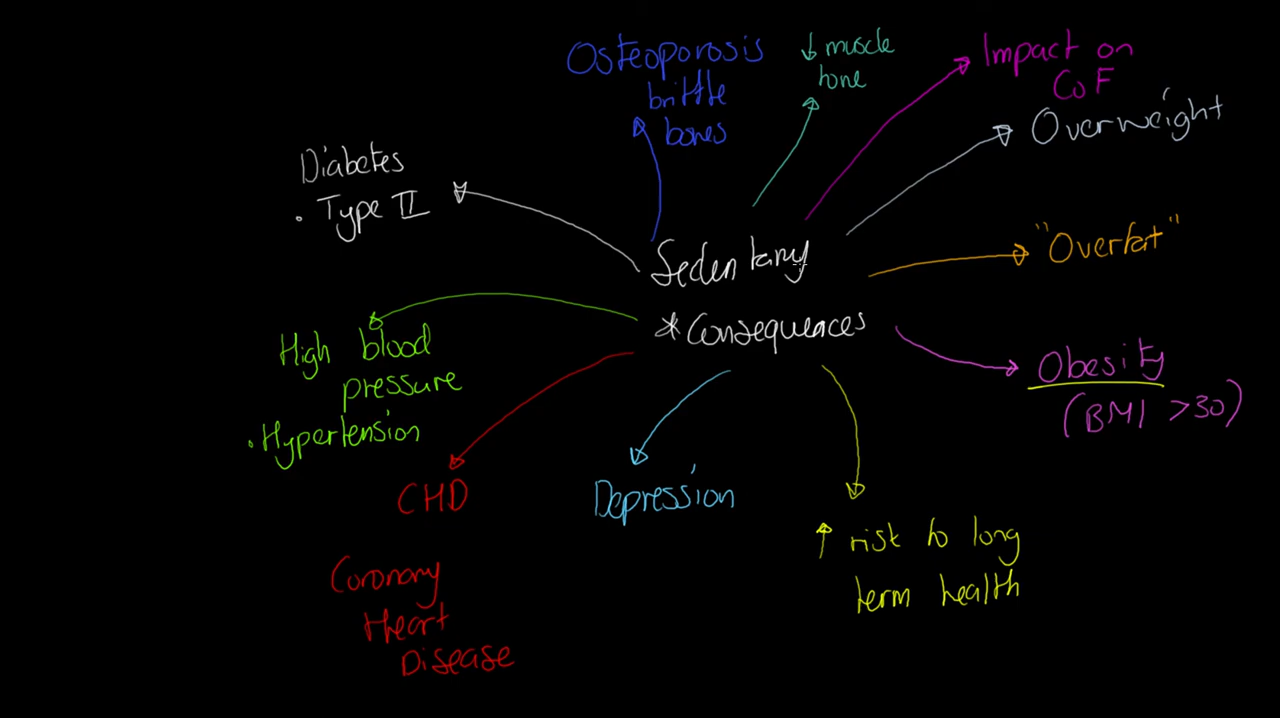 Sedentary
*Consequences
Osteoporosis
brittle
bones
↓ muscle
tone
Impact on
CoF
Overweight
"Overfat"
Obesity
(BMI >30)
↑ risk to long
term health
Depression
CHD
Coronary
Heart
Disease
High blood
pressure
• Hypertension
Diabetes
• Type II